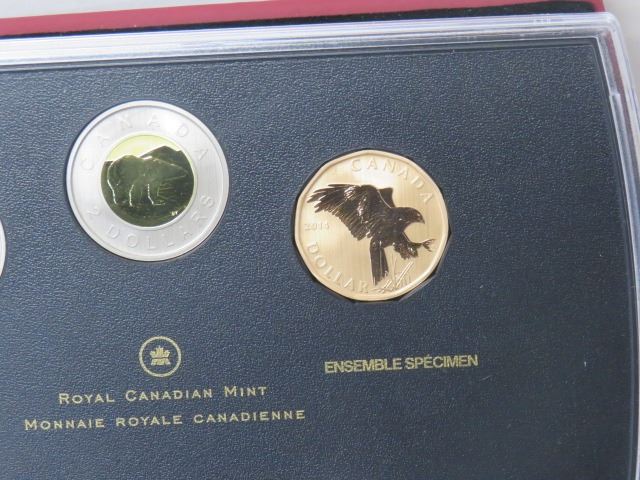 CANADA
2 DOLLARS
CANADA
2014
DOLLAR
ENSEMBLE SPÉCIMEN
ROYAL CANADIAN MINT
MONNAIE ROYALE CANADIENNE